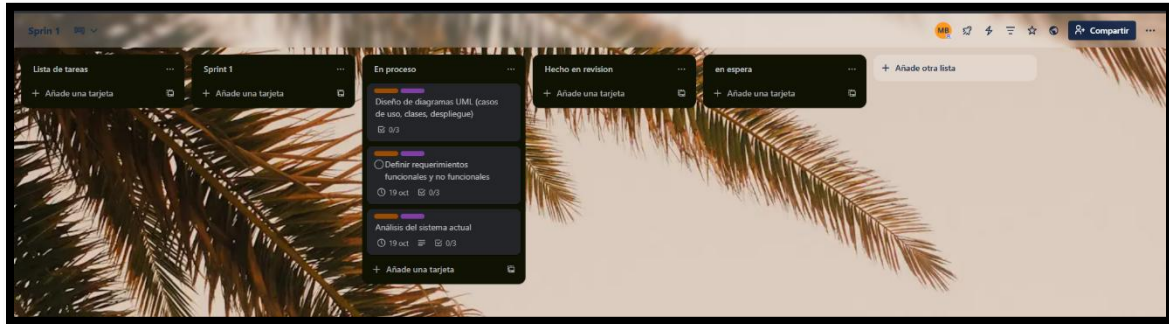 Sprin 1
MB
Compartir
Lista de tareas
+ Añade una tarjeta
Sprint 1
+ Añade una tarjeta
En proceso
Diseño de diagramas UML (casos
de uso, clases, despliegue)
0/3
Definir requerimientos
funcionales y no funcionales
19 oct 0/3
Análisis del sistema actual
19 oct 0/3
+ Añade una tarjeta
Hecho en revision
+ Añade una tarjeta
en espera
+ Añade una tarjeta
+ Añade otra lista